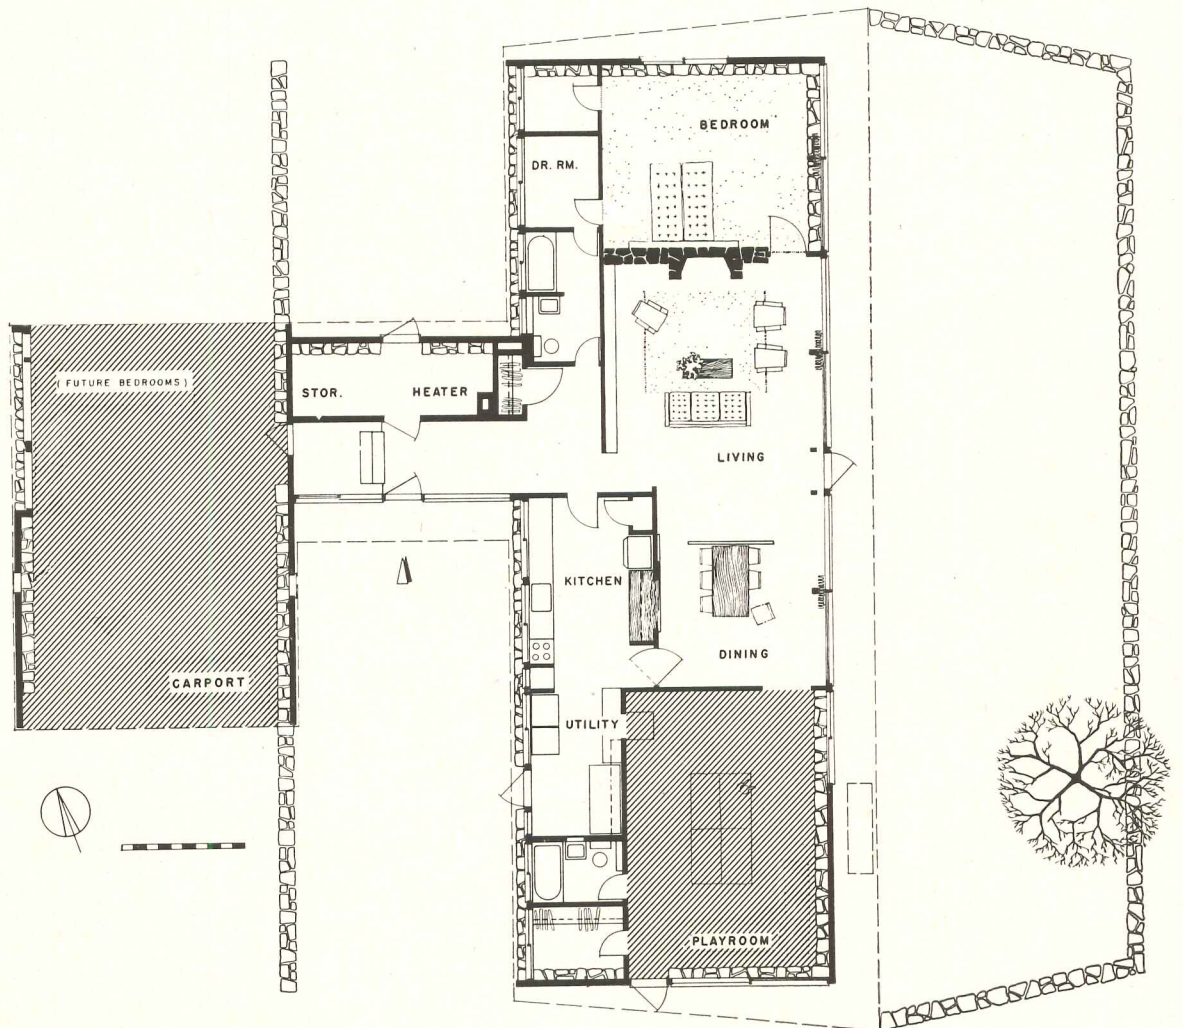 BEDROOM
DR. RM.
(FUTURE BEDROOMS)
STOR.
HEATER
LIVING
KITCHEN
DINING
CARPORT
UTILITY
PLAYROOM